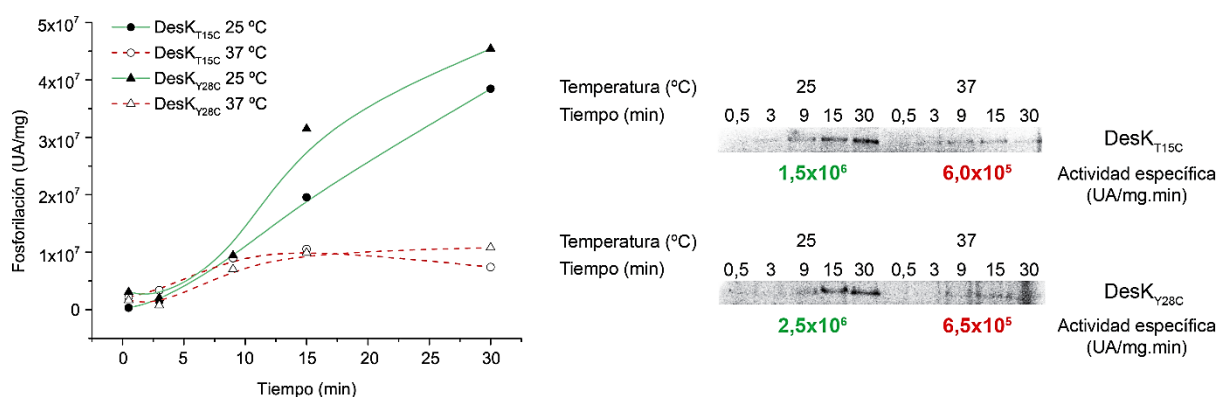 5x10⁷
4x10⁷
3x10⁷
2x10⁷
1x10⁷
0
Fosforilación (UA/mg)
DesK_T15C 25 ºC
DesK_T15C 37 ºC
DesK_Y28C 25 ºC
DesK_Y28C 37 ºC
0 5 10 15 20 25 30
Tiempo (min)
Temperatura (ºC) 25 37
Tiempo (min) 0,5 3 9 15 30 0,5 3 9 15 30
DesK_T15C
1,5x10⁶ 6,0x10⁵ Actividad específica
(UA/mg.min)
Temperatura (ºC) 25 37
Tiempo (min) 0,5 3 9 15 30 0,5 3 9 15 30
DesK_Y28C
2,5x10⁶ 6,5x10⁵ Actividad específica
(UA/mg.min)